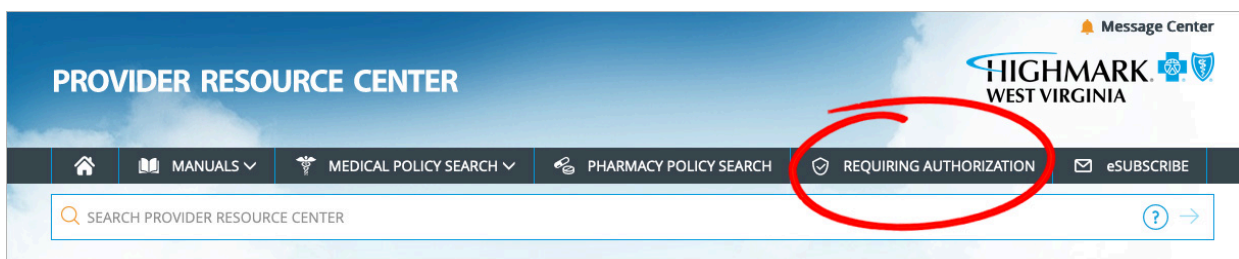 Message Center
PROVIDER RESOURCE CENTER
HIGHMARK.
WEST VIRGINIA
MANUALS MEDICAL POLICY SEARCH PHARMACY POLICY SEARCH REQUIRING AUTHORIZATION eSUBSCRIBE
SEARCH PROVIDER RESOURCE CENTER ?